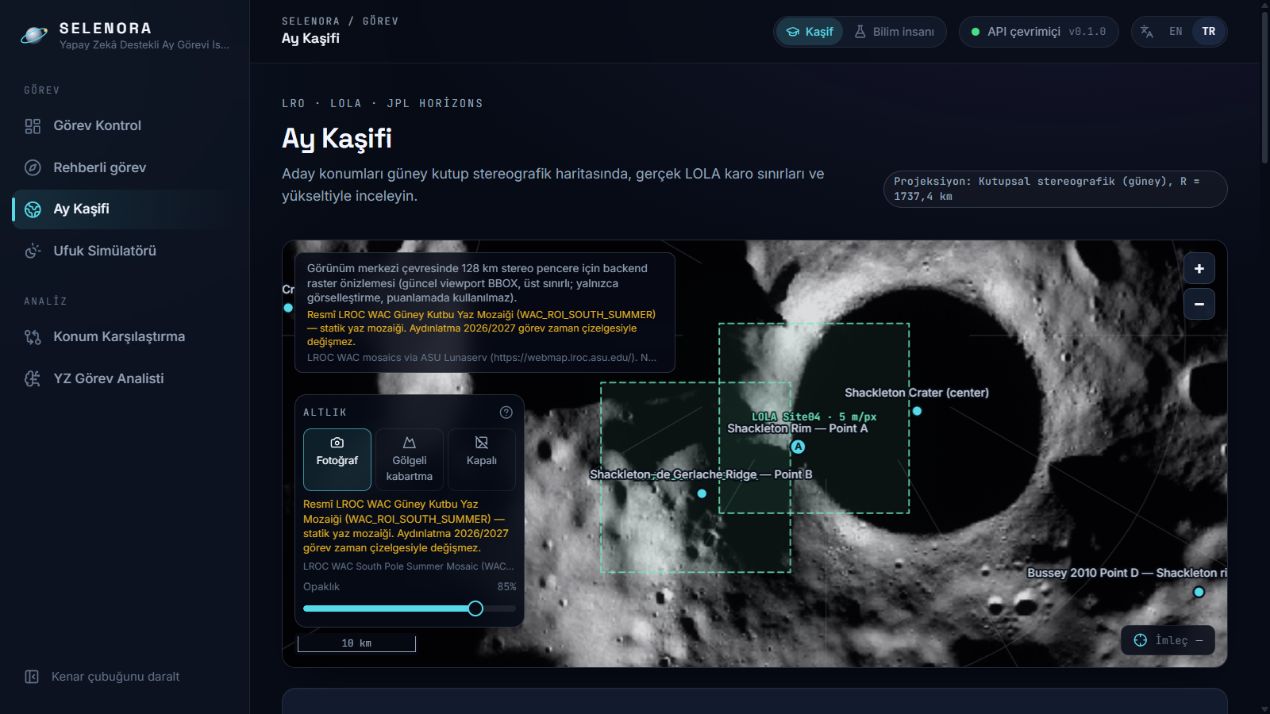 SELENORA
Yapay Zekâ Destekli Ay Görevi İs...
GÖREV
Görev Kontrol
Rehberli görev
Ay Kaşifi
Ufuk Simülatörü
ANALİZ
Konum Karşılaştırma
YZ Görev Analisti
Kenar çubuğunu daralt
SELENORA / GÖREV
Ay Kaşifi
Kaşif
Bilim İnsanı
API çevrimiçi v0.1.0
EN
TR
LRO · LOLA · JPL HORİZONS
Ay Kaşifi
Aday konumları güney kutup stereografik haritasında, gerçek LOLA karo sınırları ve
yükseltiyle inceleyin.
Projeksiyon: Kutupsal stereografik (güney), R =
1737,4 km
Görünüm merkezi çevresinde 128 km stereo pencere için backend
raster önizlemesi (güncel viewport BBOX, üst sınırlı; yalnızca
görselleştirme, puanlamada kullanılmaz).
Resmî LROC WAC Güney Kutbu Yaz Mozaiği (WAC_ROI_SOUTH_SUMMER)
— statik yaz mozaiği. Aydınlatma 2026/2027 görev zaman çizelgesiyle
değişmez.
LROC WAC mosaics via ASU Lunaserv (https://webmap.lroc.asu.edu/). N...
Cr
+
−
ALTLIK
?
Fotoğraf
Gölgeli
kabartma
Kapalı
Resmî LROC WAC Güney Kutbu Yaz
Mozaiği (WAC_ROI_SOUTH_SUMMER) —
statik yaz mozaiği. Aydınlatma 2026/2027
görev zaman çizelgesiyle değişmez.
LROC WAC South Pole Summer Mosaic (WAC...
Opaklık 85%
10 km
Shackleton Crater (center)
LOLA Site04 · 5 m/px
Shackleton Rim — Point A
A
Shackleton–de Gerlache Ridge — Point B
Bussey 2010 Point D — Shackleton ri
İmleç —